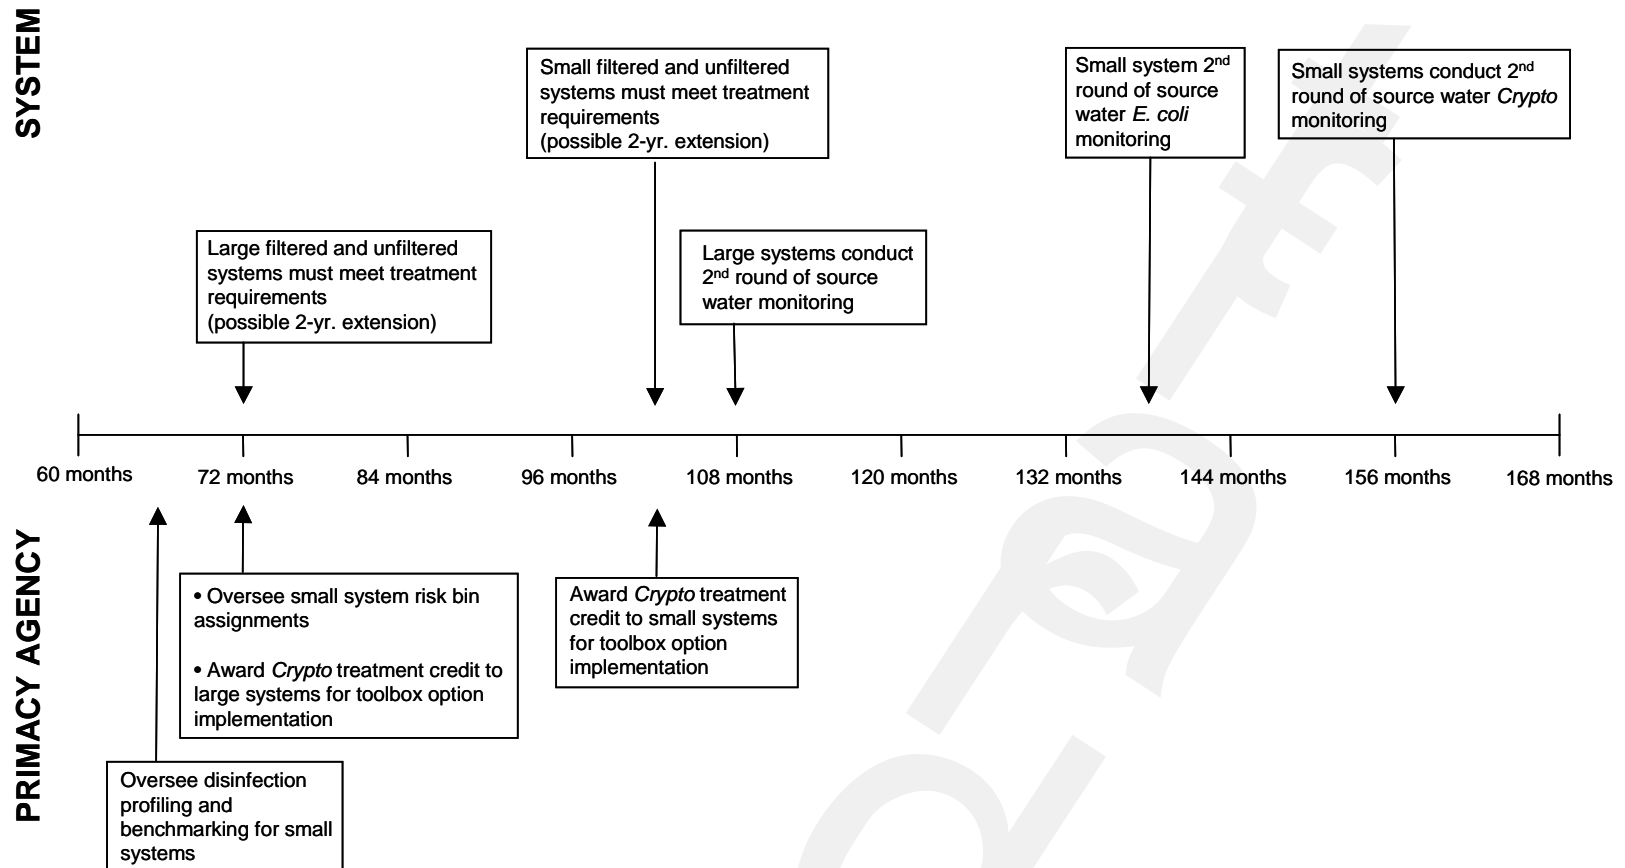 SYSTEM
Small filtered and unfiltered
systems must meet treatment
requirements
(possible 2-yr. extension)
Small system 2nd
round of source
water E. coli
monitoring
Small systems conduct 2nd
round of source water Crypto
monitoring
Large filtered and unfiltered
systems must meet treatment
requirements
(possible 2-yr. extension)
Large systems conduct
2nd round of source
water monitoring
60 months
72 months
84 months
96 months
108 months
120 months
132 months
144 months
156 months
168 months
PRIMACY AGENCY
• Oversee small system risk bin
assignments
• Award Crypto treatment credit to
large systems for toolbox option
implementation
Award Crypto treatment
credit to small systems
for toolbox option
implementation
Oversee disinfection
profiling and
benchmarking for small
systems